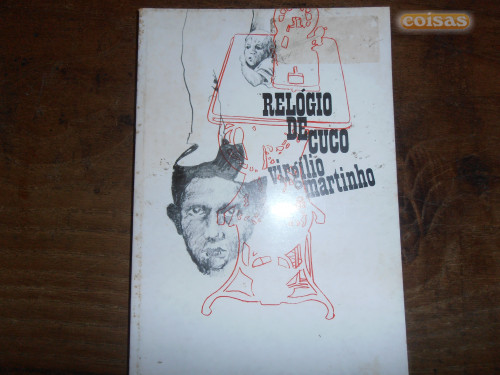 coisas
RELÓGIO
DE
CUCO
virgílio
martinho